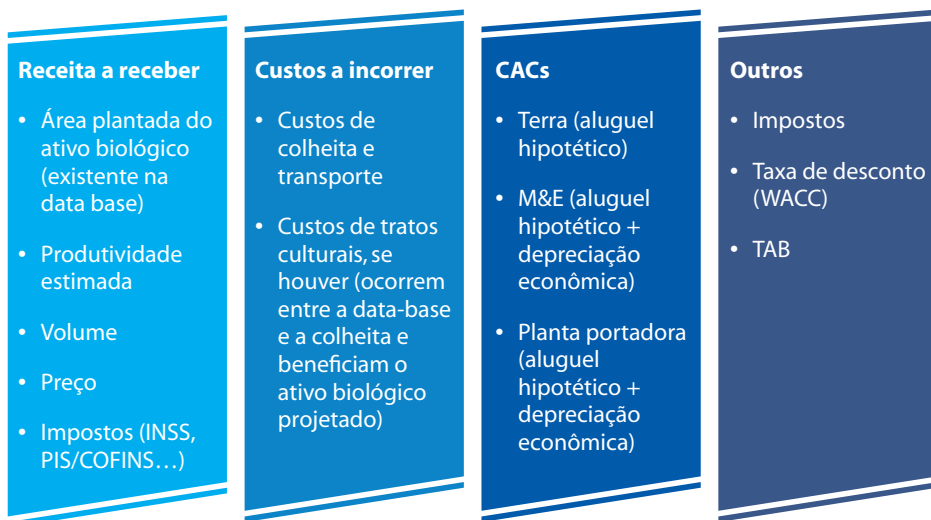 Receita a receber
• Área plantada do
ativo biológico
(existente na
data base)
• Produtividade
estimada
• Volume
• Preço
• Impostos (INSS,
PIS/COFINS…)
Custos a incorrer
• Custos de
colheita e
transporte
• Custos de tratos
culturais, se
houver (ocorrem
entre a data-base
e a colheita e
beneficiam o
ativo biológico
projetado)
CACs
• Terra (aluguel
hipotético)
• M&E (aluguel
hipotético +
depreciação
econômica)
• Planta portadora
(aluguel
hipotético +
depreciação
econômica)
Outros
• Impostos
• Taxa de desconto
(WACC)
• TAB